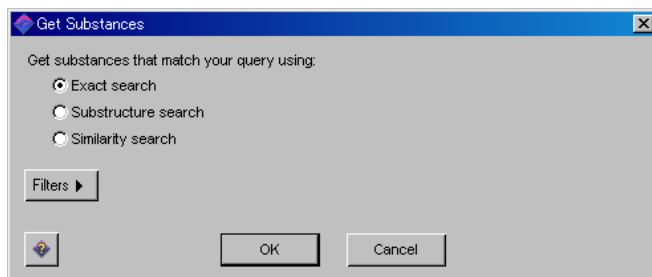 Get Substances
Get substances that match your query using:
Exact search
Substructure search
Similarity search
Filters
OK
Cancel